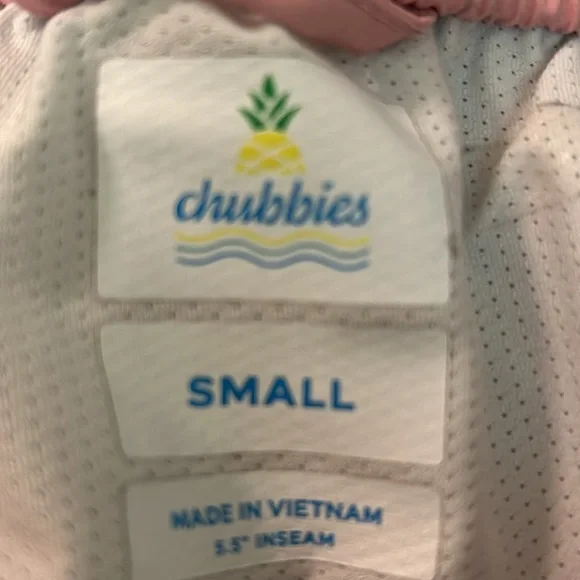 chubbies
SMALL
MADE IN VIETNAM
5.5" INSEAM